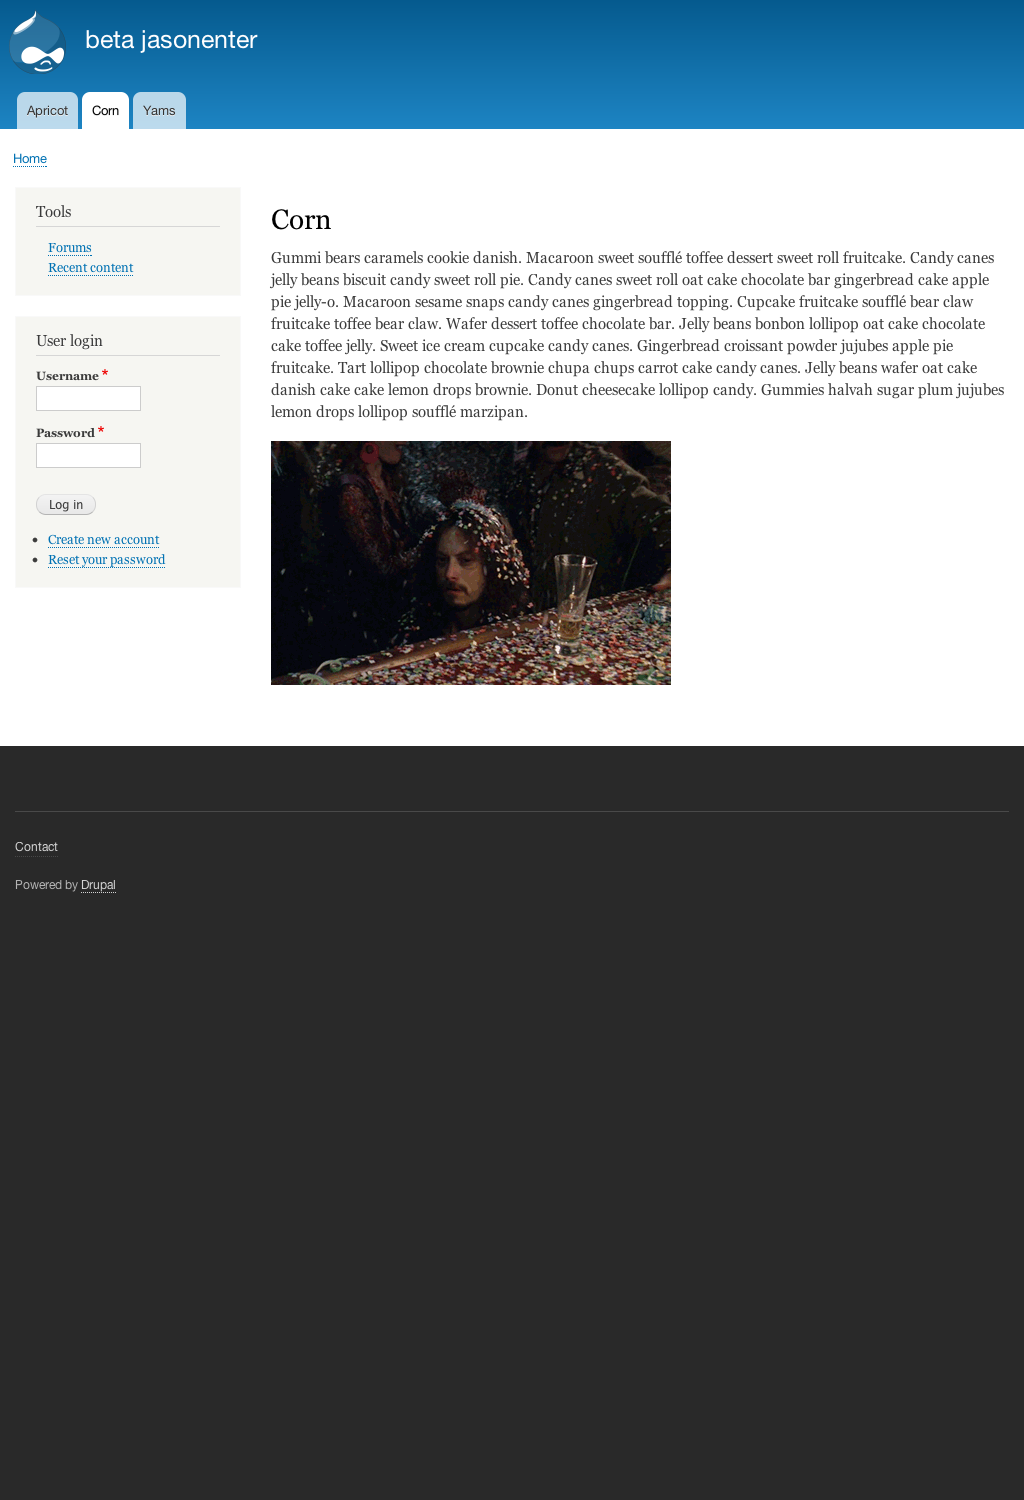 beta jasonenter
Apricot
Corn
Yams
Home
Tools
Forums
Recent content
User login
Username *
Password *
Log in
Create new account
Reset your password
Corn
Gummi bears caramels cookie danish. Macaroon sweet soufflé toffee dessert sweet roll fruitcake. Candy canes
jelly beans biscuit candy sweet roll pie. Candy canes sweet roll oat cake chocolate bar gingerbread cake apple
pie jelly-o. Macaroon sesame snaps candy canes gingerbread topping. Cupcake fruitcake soufflé bear claw
fruitcake toffee bear claw. Wafer dessert toffee chocolate bar. Jelly beans bonbon lollipop oat cake chocolate
cake toffee jelly. Sweet ice cream cupcake candy canes. Gingerbread croissant powder jujubes apple pie
fruitcake. Tart lollipop chocolate brownie chupa chups carrot cake candy canes. Jelly beans wafer oat cake
danish cake cake lemon drops brownie. Donut cheesecake lollipop candy. Gummies halvah sugar plum jujubes
lemon drops lollipop soufflé marzipan.
Contact
Powered by Drupal